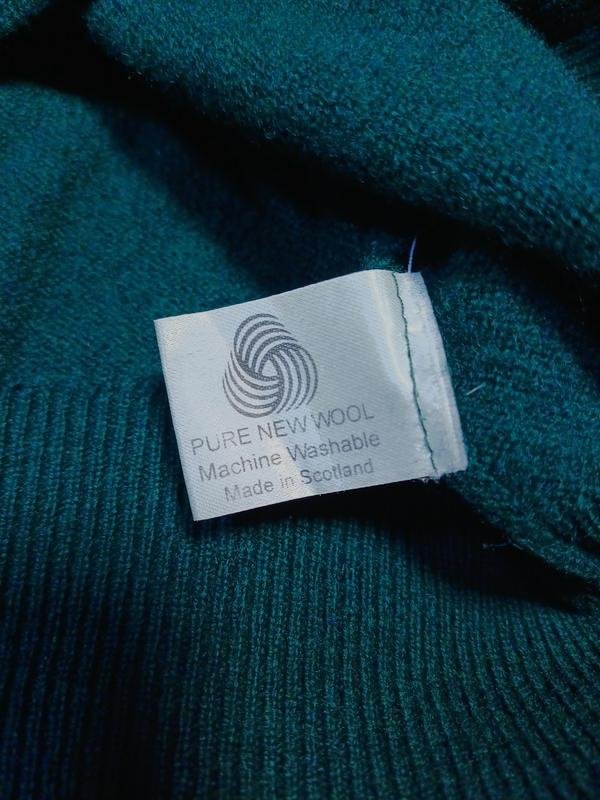 PURE NEW WOOL
Machine Washable
Made in Scotland